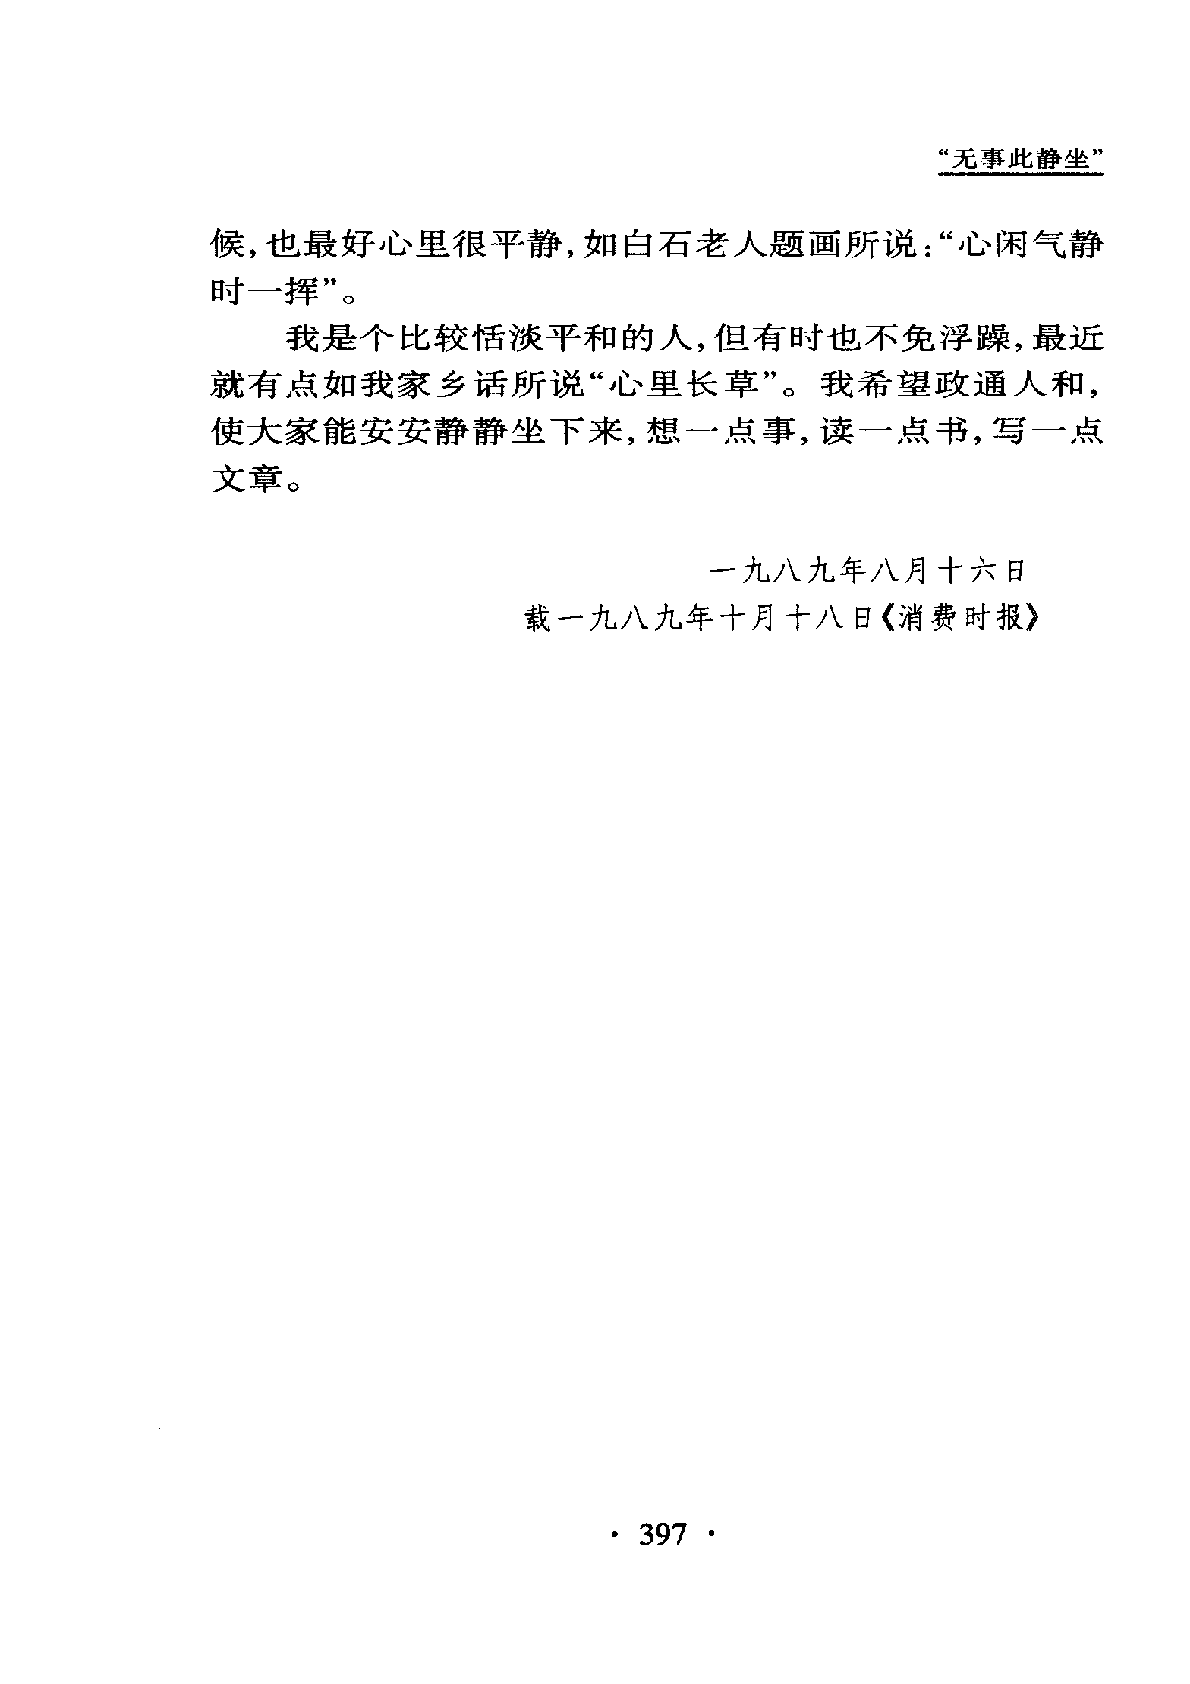 “无事此静坐”
候,也最好心里很平静,如白石老人题画所说:“心闲气静
时一挥”。
我是个比较恬淡平和的人,但有时也不免浮躁,最近
就有点如我家乡话所说“心里长草”。我希望政通人和,
使大家能安安静静坐下来,想一点事,读一点书,写一点
文章。
一九八九年八月十六日
载一九八九年十月十八日《消费时报》
· 397 ·